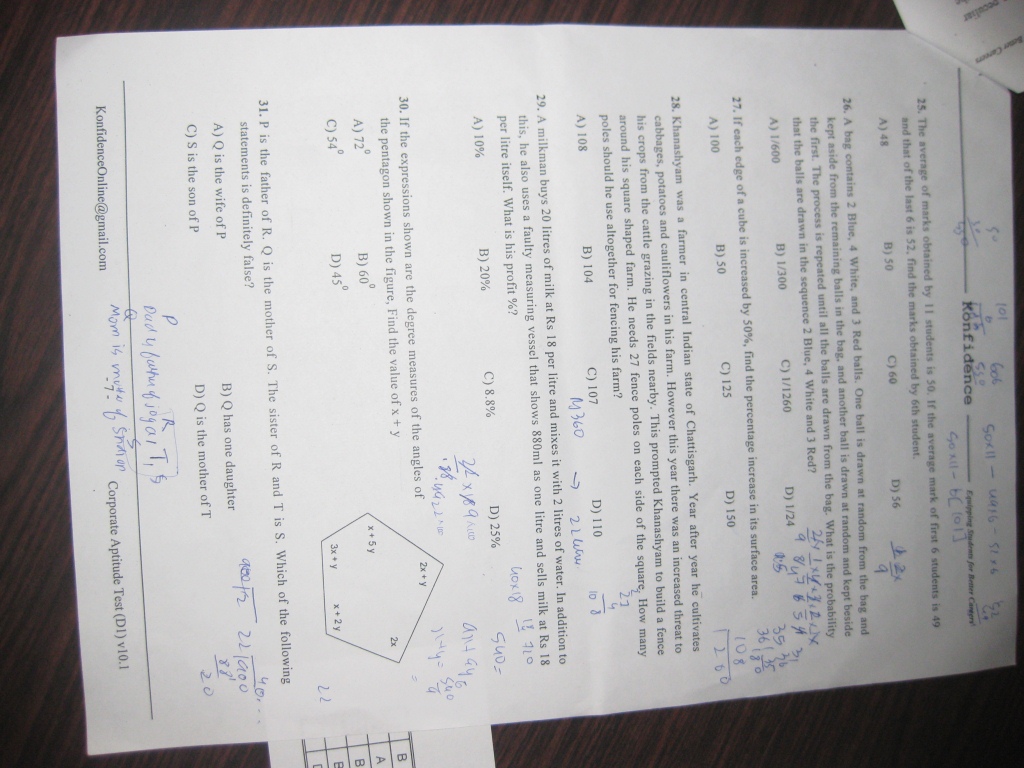 Konfidence
Equipping Students for Better Careers
25. The average of marks obtained by 11 students is 50. If the average mark of first 6 students is 49
and that of the last 6 is 52, find the marks obtained by 6th student.
A) 48 B) 50 C) 60 D) 56
26. A bag contains 2 Blue, 4 White, and 3 Red balls. One ball is drawn at random from the bag and
kept aside from the remaining balls in the bag, and another ball is drawn at random and kept beside
the first. The process is repeated until all the balls are drawn from the bag. What is the probability
that the balls are drawn in the sequence 2 Blue, 4 White and 3 Red?
A) 1/600 B) 1/300 C) 1/1260 D) 1/24
27. If each edge of a cube is increased by 50%, find the percentage increase in its surface area.
A) 100 B) 50 C) 125 D) 150
28. Khanashyam was a farmer in central Indian state of Chattisgarh. Year after year he cultivates
cabbages, potatoes and cauliflowers in his farm. However this year there was an increased threat to
his crops from the cattle grazing in the fields nearby. This prompted Khanashyam to build a fence
around his square shaped farm. He needs 27 fence poles on each side of the square. How many
poles should he use altogether for fencing his farm?
A) 108 B) 104 C) 107 D) 110
29. A milkman buys 20 litres of milk at Rs 18 per litre and mixes it with 2 litres of water. In addition to
this, he also uses a faulty measuring vessel that shows 880ml as one litre and sells milk at Rs 18
per litre itself. What is his profit %?
A) 10% B) 20% C) 8.8% D) 25%
30. If the expressions shown are the degree measures of the angles of
the pentagon shown in the figure, Find the value of x + y
A) 72⁰ B) 60⁰
C) 54⁰ D) 45⁰
2x + y
2x
x + 5 y
3x + y
x + 2 y
31. P is the father of R. Q is the mother of S. The sister of R and T is S. Which of the following
statements is definitely false?
A) Q is the wife of P B) Q has one daughter
C) S is the son of P D) Q is the mother of T
KonfidenceOnline@gmail.com Corporate Aptitude Test (D1) v10.1